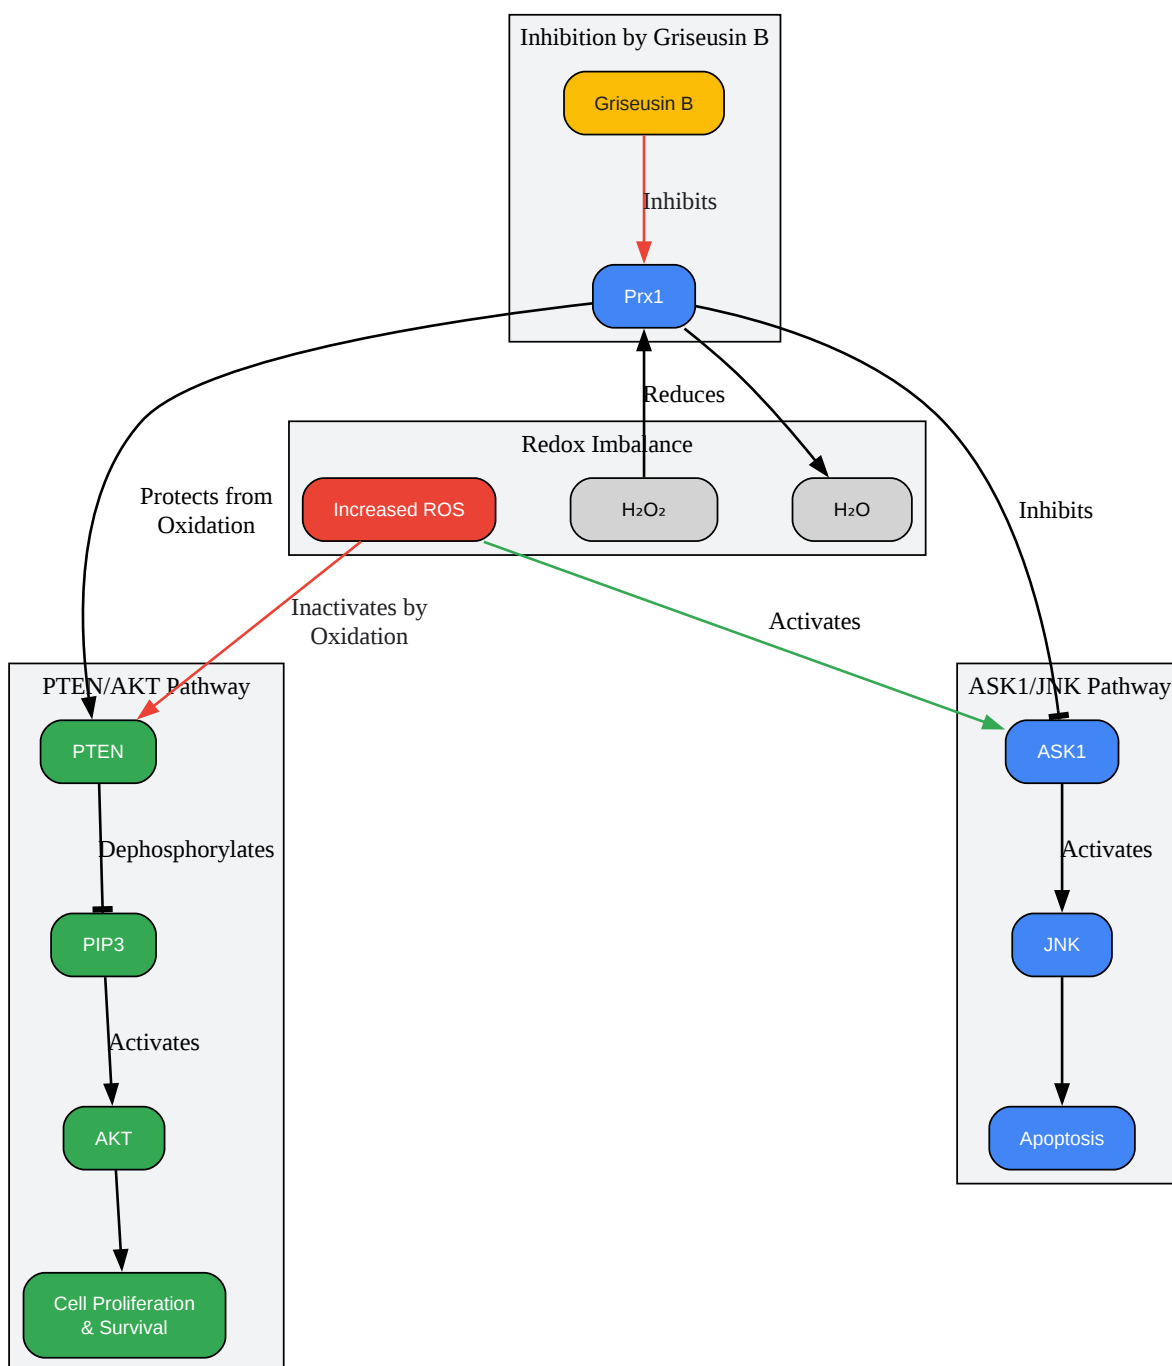 Inhibition by Griseusin B
Griseusin B
Inhibits
Prx1
Reduces
Redox Imbalance
Increased ROS
H₂O₂
H₂O
Protects from
Oxidation
Inhibits
Inactivates by
Oxidation
Activates
PTEN/AKT Pathway
PTEN
Dephosphorylates
PIP3
Activates
AKT
Cell Proliferation
& Survival
ASK1/JNK Pathway
ASK1
Activates
JNK
Apoptosis